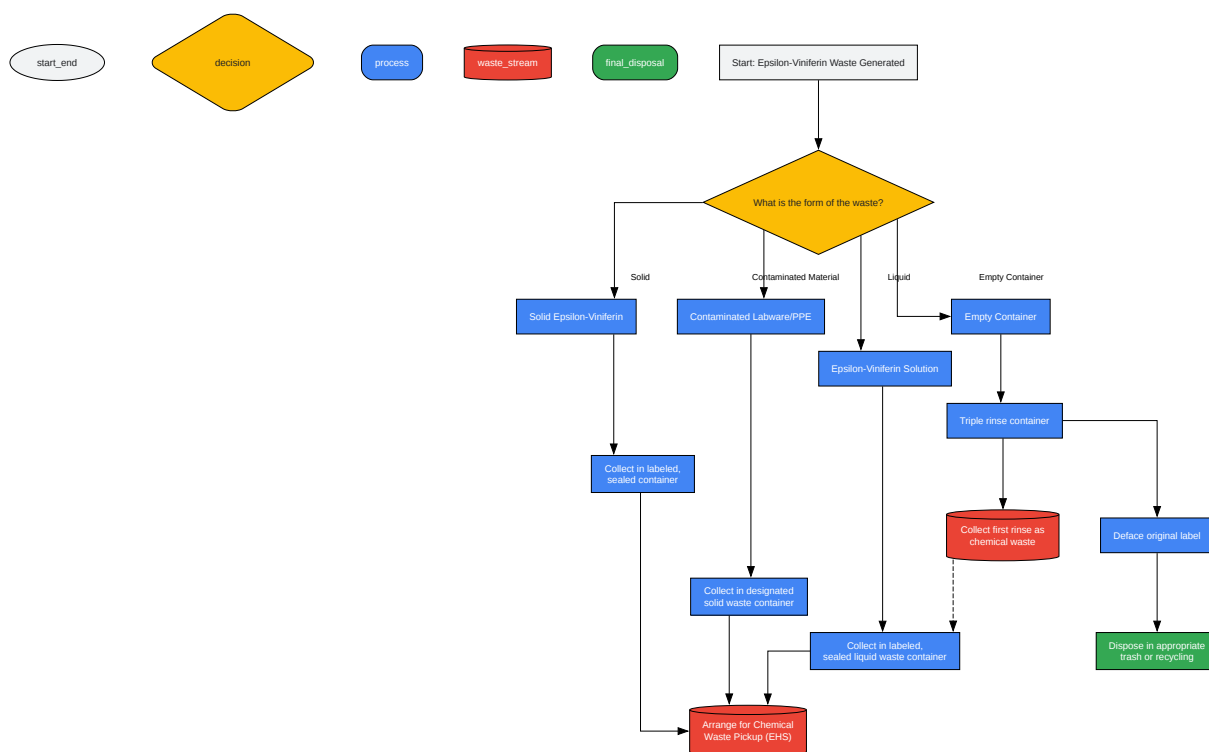 start_end
decision
process
waste_stream
final_disposal
Start: Epsilon-Viniferin Waste Generated
What is the form of the waste?
Solid
Contaminated Material
Liquid
Empty Container
Solid Epsilon-Viniferin
Contaminated Labware/PPE
Empty Container
Epsilon-Viniferin Solution
Triple rinse container
Collect in labeled,
sealed container
Collect first rinse as
chemical waste
Deface original label
Collect in designated
solid waste container
Collect in labeled,
sealed liquid waste container
Dispose in appropriate
trash or recycling
Arrange for Chemical
Waste Pickup (EHS)